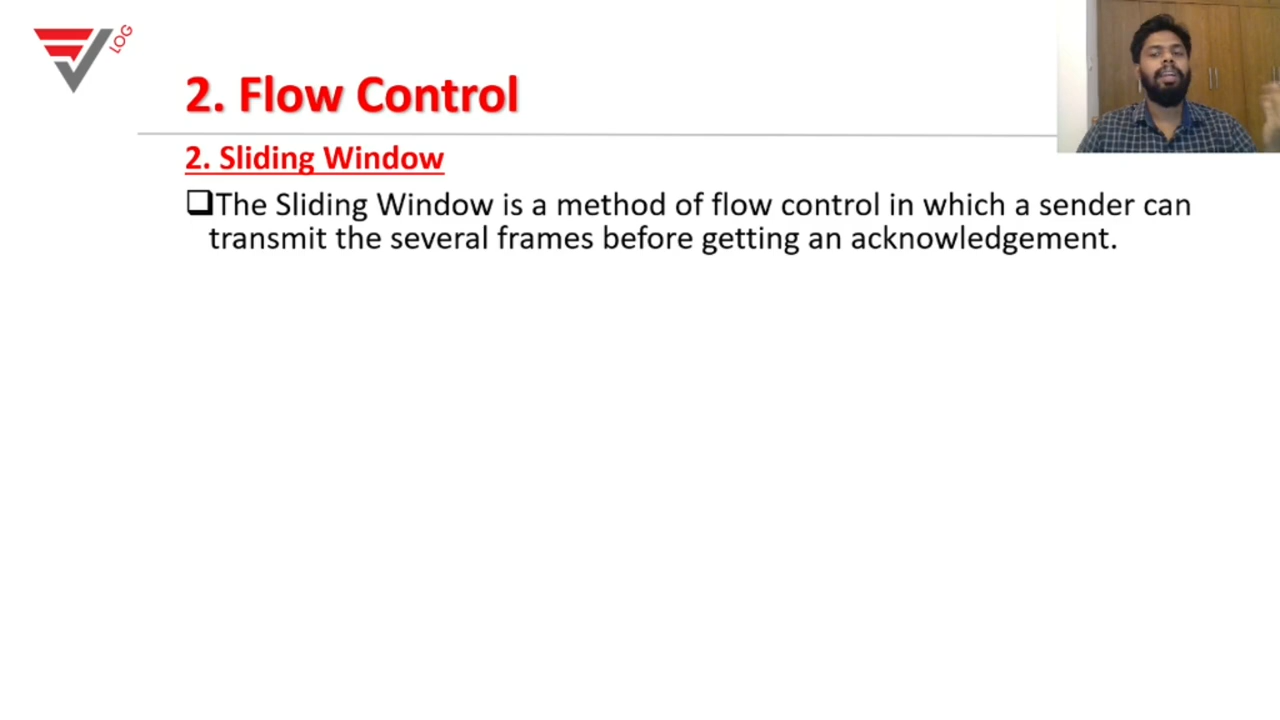 LOG
2. Flow Control
2. Sliding Window
❑The Sliding Window is a method of flow control in which a sender can
transmit the several frames before getting an acknowledgement.